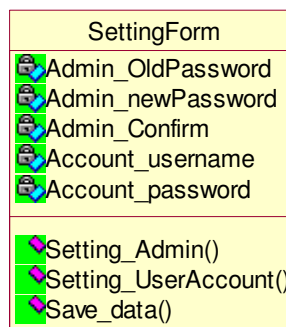 SettingForm
Admin_OldPassword
Admin_newPassword
Admin_Confirm
Account_username
Account_password
Setting_Admin()
Setting_UserAccount()
Save_data()